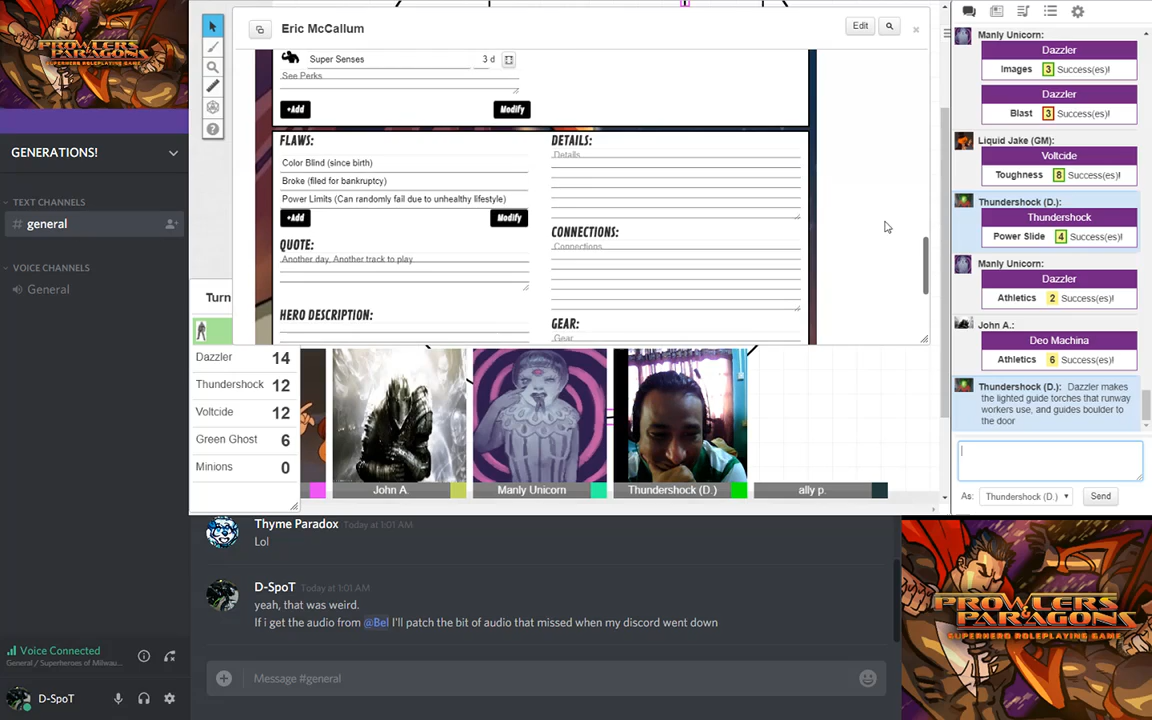 PROWLERS
& PARAGONS
SUPERHERO ROLEPLAYING GAME
GENERATIONS!
TEXT CHANNELS
# general
VOICE CHANNELS
General
Voice Connected
General / Superheroes of Milwau...
D-SpoT
Eric McCallum
Edit
Super Senses 3 d
See Perks
+Add Modify
FLAWS:
Color Blind (since birth)
Broke (filed for bankruptcy)
Power Limits (Can randomly fail due to unhealthy lifestyle)
+Add Modify
QUOTE:
Another day, Another track to play
HERO DESCRIPTION:
DETAILS:
Details
CONNECTIONS:
Connections
GEAR:
Gear
Turn
Dazzler 14
Thundershock 12
Voltcide 12
Green Ghost 6
Minions 0
John A.
Manly Unicorn
Thundershock (D.)
ally p.
Thyme Paradox Today at 1:01 AM
Lol
D-SpoT Today at 1:01 AM
yeah, that was weird.
If i get the audio from @Bel I'll patch the bit of audio that missed when my discord went down
Message #general
Manly Unicorn:
Dazzler
Images 3 Success(es)!
Dazzler
Blast 3 Success(es)!
Liquid Jake (GM):
Voltcide
Toughness 8 Success(es)!
Thundershock (D.):
Thundershock
Power Slide 4 Success(es)!
Manly Unicorn:
Dazzler
Athletics 2 Success(es)!
John A.:
Deo Machina
Athletics 6 Success(es)!
Thundershock (D.): Dazzler makes
the lighted guide torches that runway
workers use, and guides boulder to
the door
As: Thundershock (D.) Send
PROWLERS
& PARAGONS
SUPERHERO ROLEPLAYING GAME